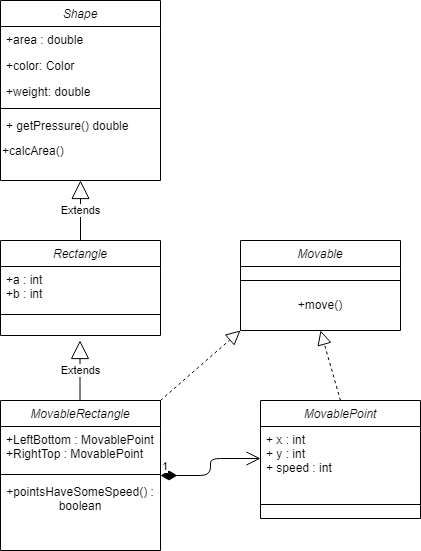 Shape
+area : double
+color: Color
+weight: double
+ getPressure() double
+calcArea()
Extends
Rectangle
+a : int
+b : int
Movable
+move()
Extends
MovableRectangle
+LeftBottom : MovablePoint
+RightTop : MovablePoint
+pointsHaveSomeSpeed() :
boolean
1
MovablePoint
+ x : int
+ y : int
+ speed : int